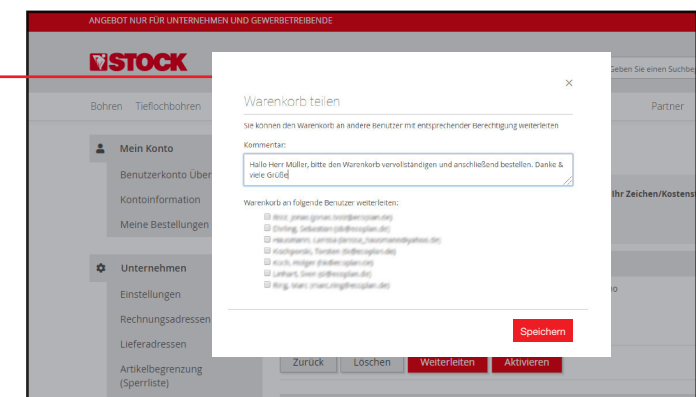 ANGEBOT NUR FÜR UNTERNEHMEN UND GEWERBETREIBENDE
STOCK
Geben Sie einen Suchbe
Bohren Tieflochbohren
Partner
Warenkorb teilen
Sie können den Warenkorb an andere Benutzer mit entsprechender Berechtigung weiterleiten
Kommentar:
Hallo Herr Müller, bitte den Warenkorb vervollständigen und anschließend bestellen. Danke &
viele Grüße
Warenkorb an folgende Benutzer weiterleiten:
Speichern
Mein Konto
Benutzerkonto Über
Kontoinformation
Meine Bestellungen
Unternehmen
Einstellungen
Rechnungsadressen
Lieferadressen
Artikelbegrenzung
(Sperrliste)
Ihr Zeichen/Kostenst
Zurück Löschen Weiterleiten Aktivieren